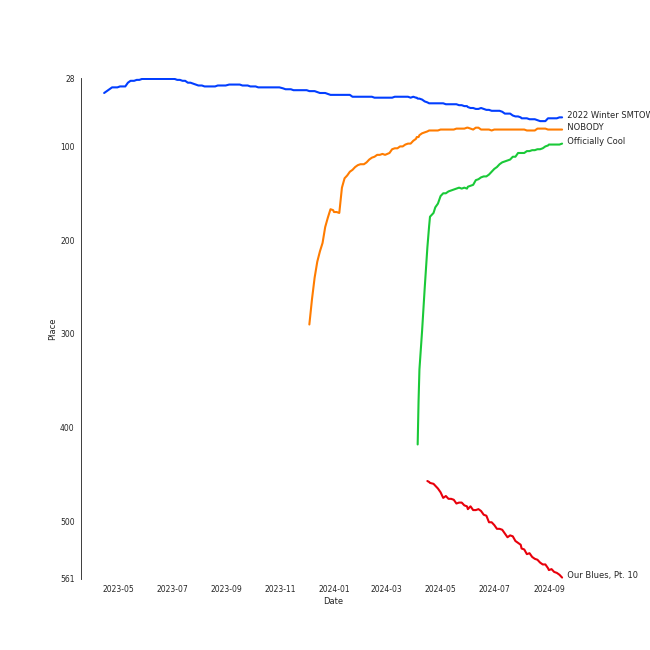 28
100
200
300
400
500
561
Place
2023-05 2023-07 2023-09 2023-11 2024-01 2024-03 2024-05 2024-07 2024-09
Date
2022 Winter SMTOW
NOBODY
Officially Cool
Our Blues, Pt. 10